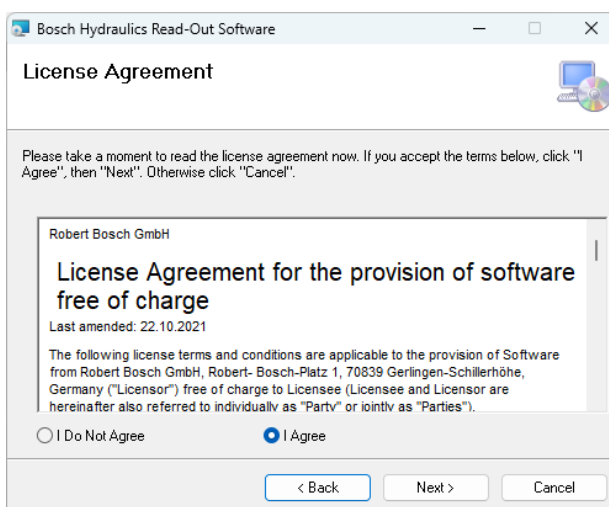 Bosch Hydraulics Read-Out Software
License Agreement
Please take a moment to read the license agreement now. If you accept the terms below, click "I
Agree", then "Next". Otherwise click "Cancel".
Robert Bosch GmbH
License Agreement for the provision of software
free of charge
Last amended: 22.10.2021
The following license terms and conditions are applicable to the provision of Software
from Robert Bosch GmbH, Robert- Bosch-Platz 1, 70839 Gerlingen-Schillerhöhe,
Germany ("Licensor") free of charge to Licensee (Licensee and Licensor are
hereinafter also referred to individually as "Party" or jointly as "Parties").
I Do Not Agree
I Agree
< Back
Next >
Cancel